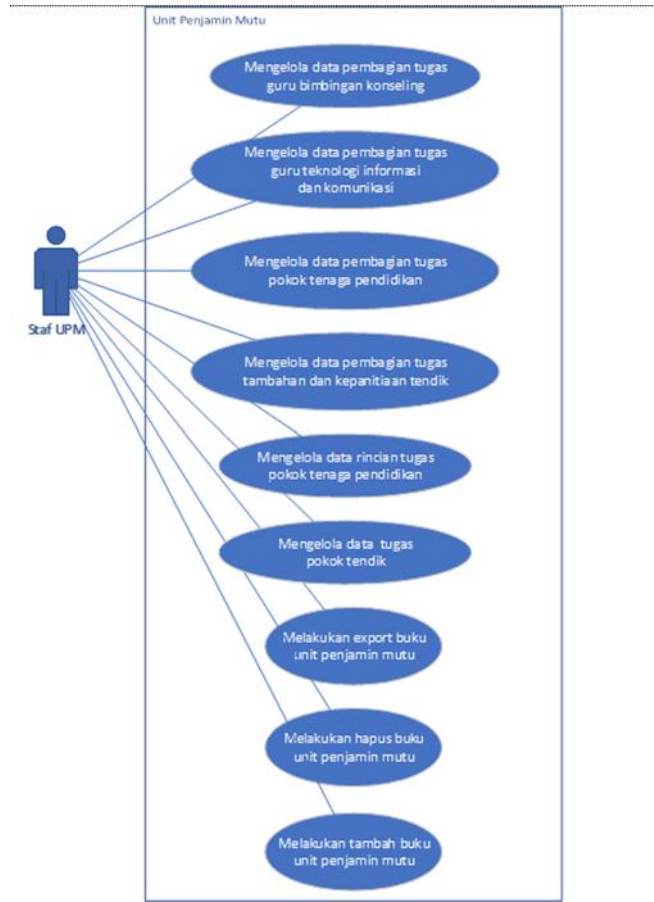 Unit Penjamin Mutu
Mengelola data pembagian tugas
guru bimbingan konseling
Mengelola data pembagian tugas
guru teknologi informasi
dan komunikasi
Mengelola data pembagian tugas
pokok tenaga pendidikan
Staf UPM
Mengelola data pembagian tugas
tambahan dan kepanitiaan tendik
Mengelola data rincian tugas
pokok tenaga pendidikan
Mengelola data tugas
pokok tendik
Melakukan export buku
unit penjamin mutu
Melakukan hapus buku
unit penjamin mutu
Melakukan tambah buku
unit penjamin mutu